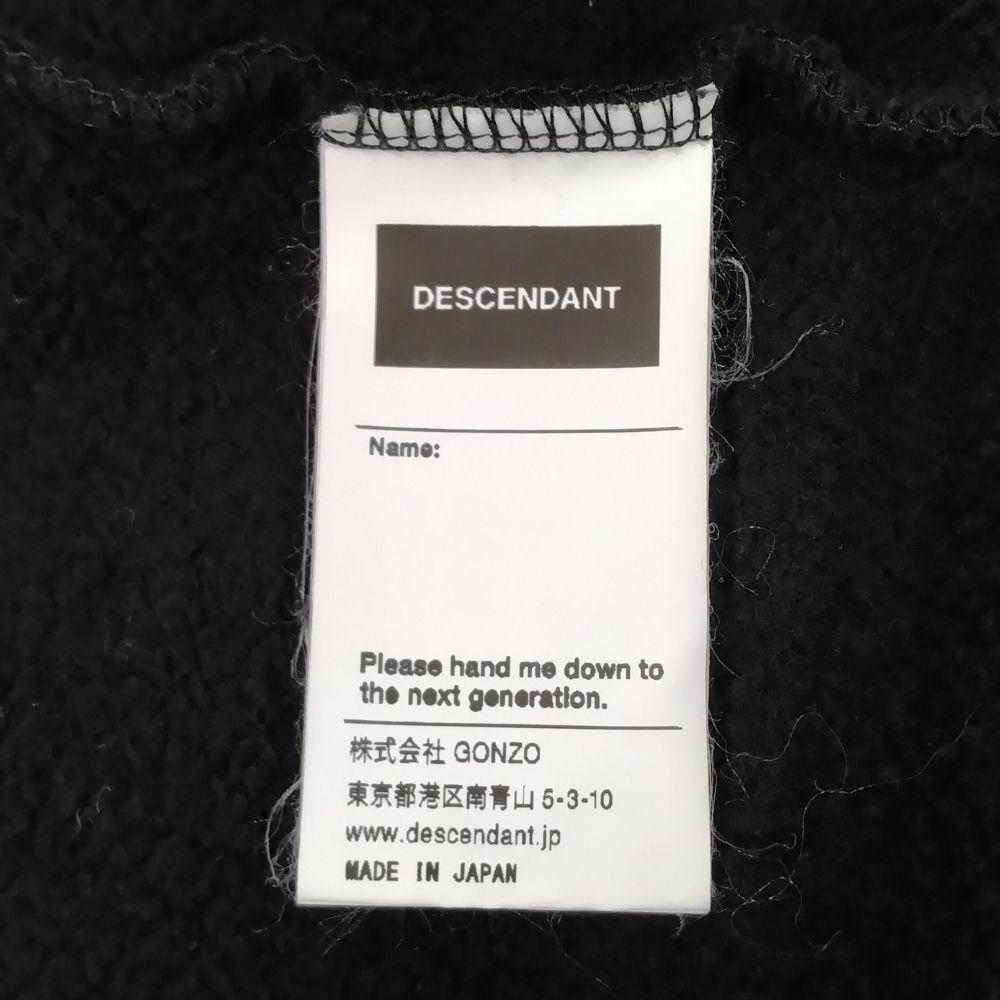 DESCENDANT
Name:
Please hand me down to
the next generation.
株式会社 GONZO
東京都港区南青山 5-3-10
www.descendant.jp
MADE IN JAPAN